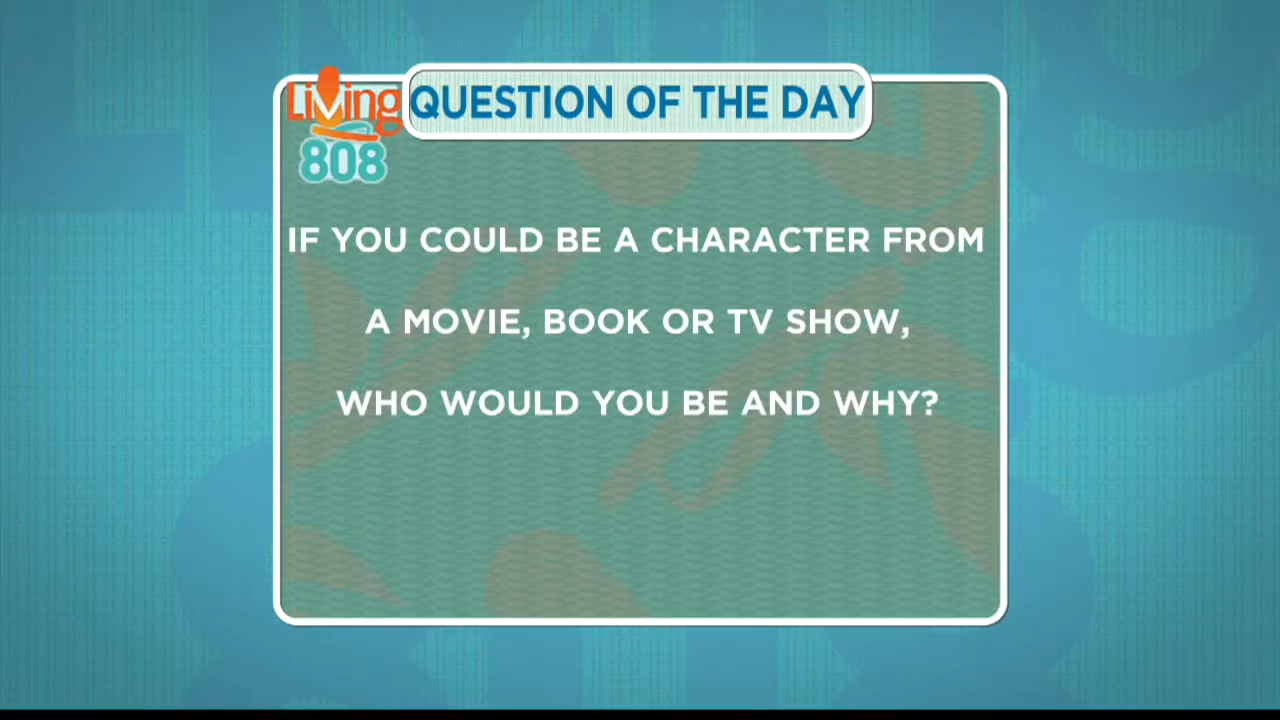 Living
808
QUESTION OF THE DAY
IF YOU COULD BE A CHARACTER FROM
A MOVIE, BOOK OR TV SHOW,
WHO WOULD YOU BE AND WHY?